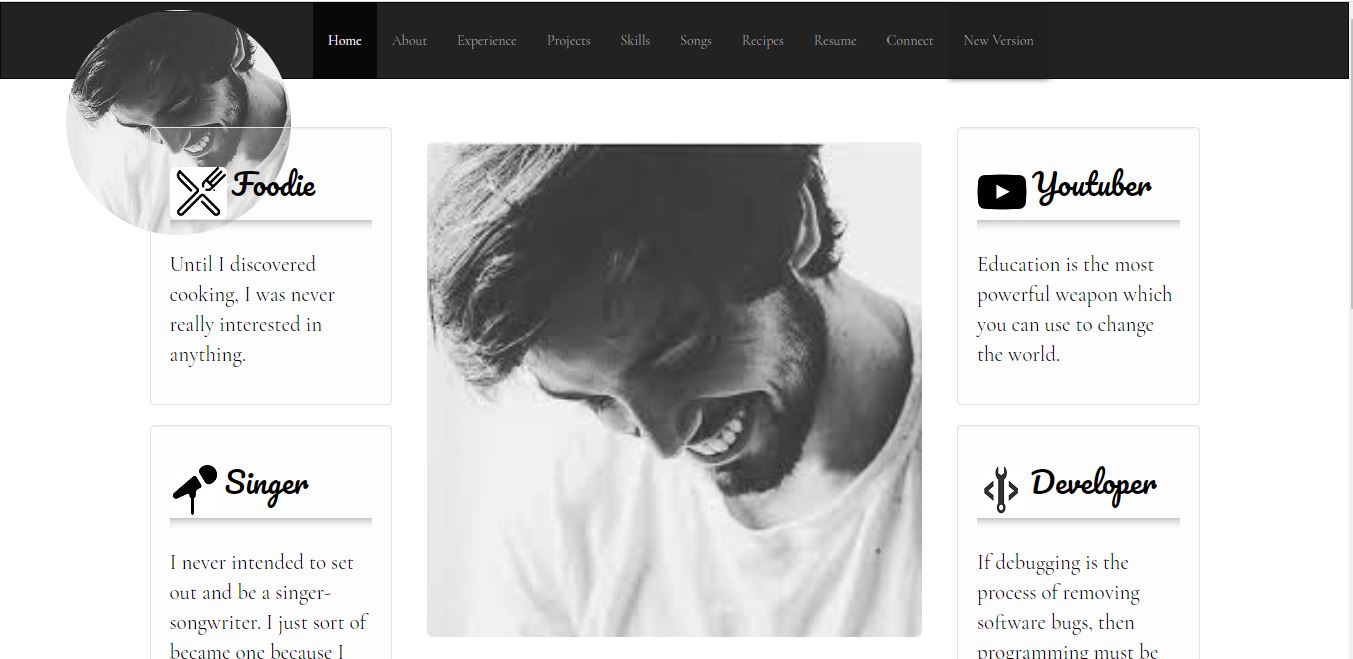 Home About Experience Projects Skills Songs Recipes Resume Connect New Version
Foodie
Until I discovered
cooking, I was never
really interested in
anything.
Singer
I never intended to set
out and be a singer-
songwriter. I just sort of
became one because I
Youtuber
Education is the most
powerful weapon which
you can use to change
the world.
Developer
If debugging is the
process of removing
software bugs, then
programming must be